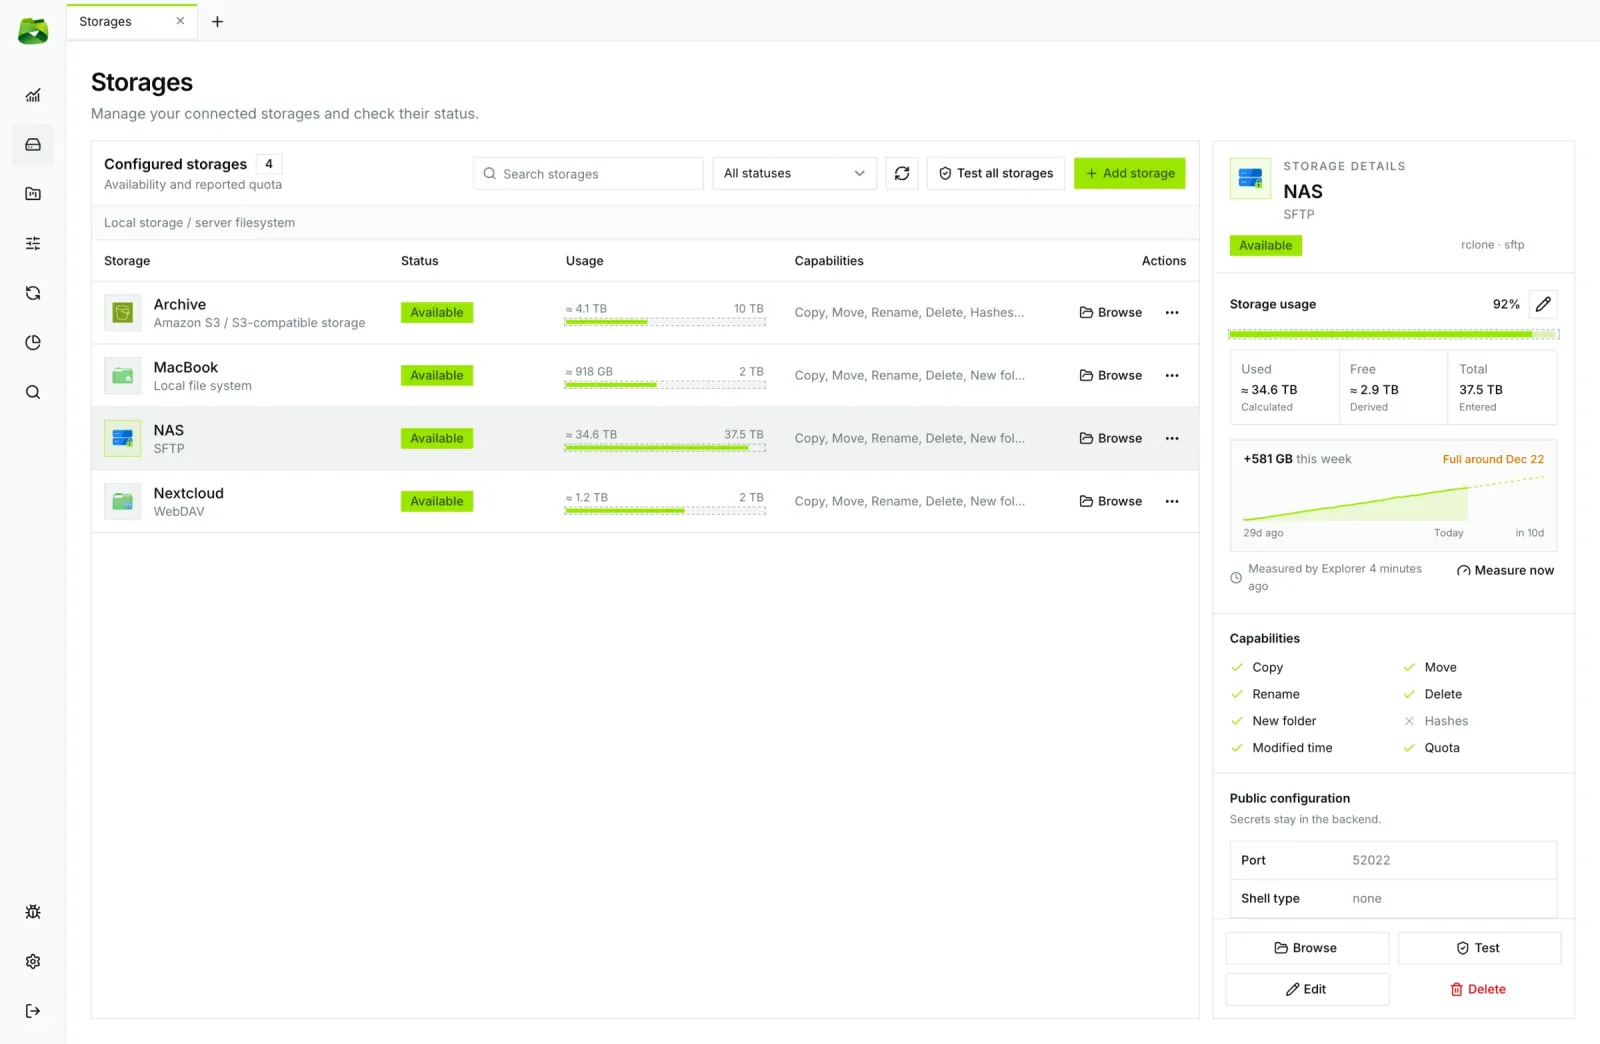 Storages
Storages
Manage your connected storages and check their status.
Configured storages 4
Availability and reported quota
Search storages
All statuses
Test all storages
Add storage
Local storage / server filesystem
Storage Status Usage Capabilities Actions
Archive
Amazon S3 / S3-compatible storage
Available
≈ 4.1 TB 10 TB
Copy, Move, Rename, Delete, Hashes...
Browse
MacBook
Local file system
Available
≈ 918 GB 2 TB
Copy, Move, Rename, Delete, New fol...
Browse
NAS
SFTP
Available
≈ 34.6 TB 37.5 TB
Copy, Move, Rename, Delete, New fol...
Browse
Nextcloud
WebDAV
Available
≈ 1.2 TB 2 TB
Copy, Move, Rename, Delete, New fol...
Browse
STORAGE DETAILS
NAS
SFTP
Available rclone · sftp
Storage usage 92%
Used Free Total
≈ 34.6 TB ≈ 2.9 TB 37.5 TB
Calculated Derived Entered
+581 GB this week Full around Dec 22
29d ago Today in 10d
Measured by Explorer 4 minutes
ago
Measure now
Capabilities
Copy Move
Rename Delete
New folder Hashes
Modified time Quota
Public configuration
Secrets stay in the backend.
Port 52022
Shell type none
Browse Test
Edit Delete